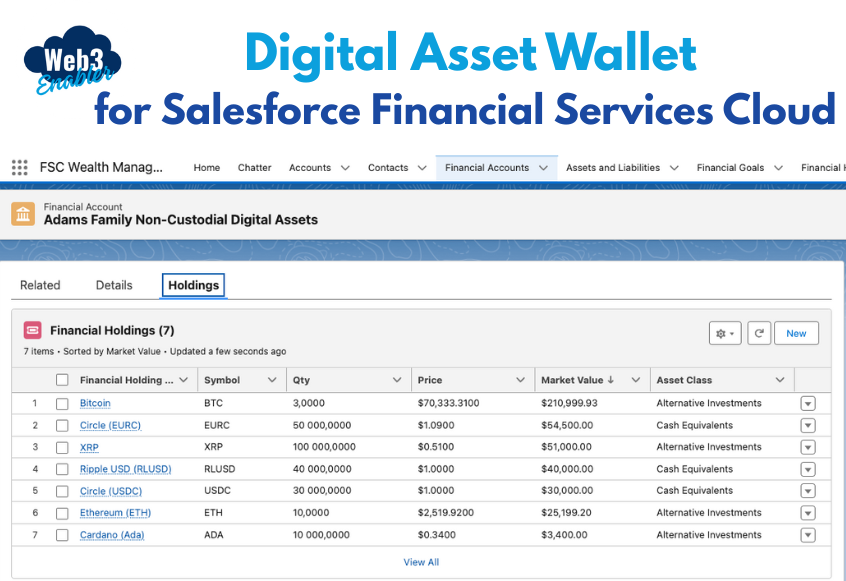 Web3
Enabler
Digital Asset Wallet
for Salesforce Financial Services Cloud
FSC Wealth Manag... Home Chatter Accounts Contacts Financial Accounts Assets and Liabilities Financial Goals Financial
Financial Account
Adams Family Non-Custodial Digital Assets
Related Details Holdings
Financial Holdings (7)
New
7 items • Sorted by Market Value • Updated a few seconds ago
Financial Holding ... Symbol Qty Price Market Value ↓ Asset Class
1 Bitcoin BTC 3,0000 $70,333.3100 $210,999.93 Alternative Investments
2 Circle (EURC) EURC 50 000,0000 $1.0900 $54,500.00 Cash Equivalents
3 XRP XRP 100 000,0000 $0.5100 $51,000.00 Alternative Investments
4 Ripple USD (RLUSD) RLUSD 40 000,0000 $1.0000 $40,000.00 Cash Equivalents
5 Circle (USDC) USDC 30 000,0000 $1.0000 $30,000.00 Cash Equivalents
6 Ethereum (ETH) ETH 10,0000 $2,519.9200 $25,199.20 Alternative Investments
7 Cardano (Ada) ADA 10 000,0000 $0.3400 $3,400.00 Alternative Investments
View All